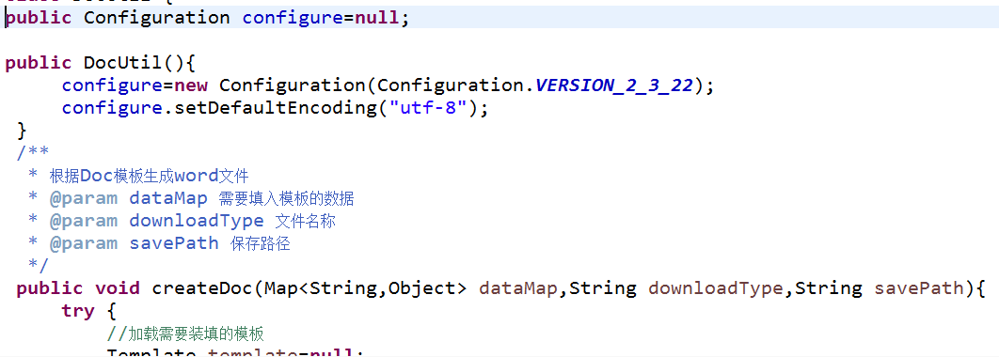 public Configuration configure=null;
public DocUtil(){
configure=new Configuration(Configuration.VERSION_2_3_22);
configure.setDefaultEncoding("utf-8");
}
/**
* 根据Doc模板生成word文件
* @param dataMap 需要填入模板的数据
* @param downloadType 文件名称
* @param savePath 保存路径
*/
public void createDoc(Map<String,Object> dataMap,String downloadType,String savePath){
try {
//加载需要装填的模板
Template template=null;